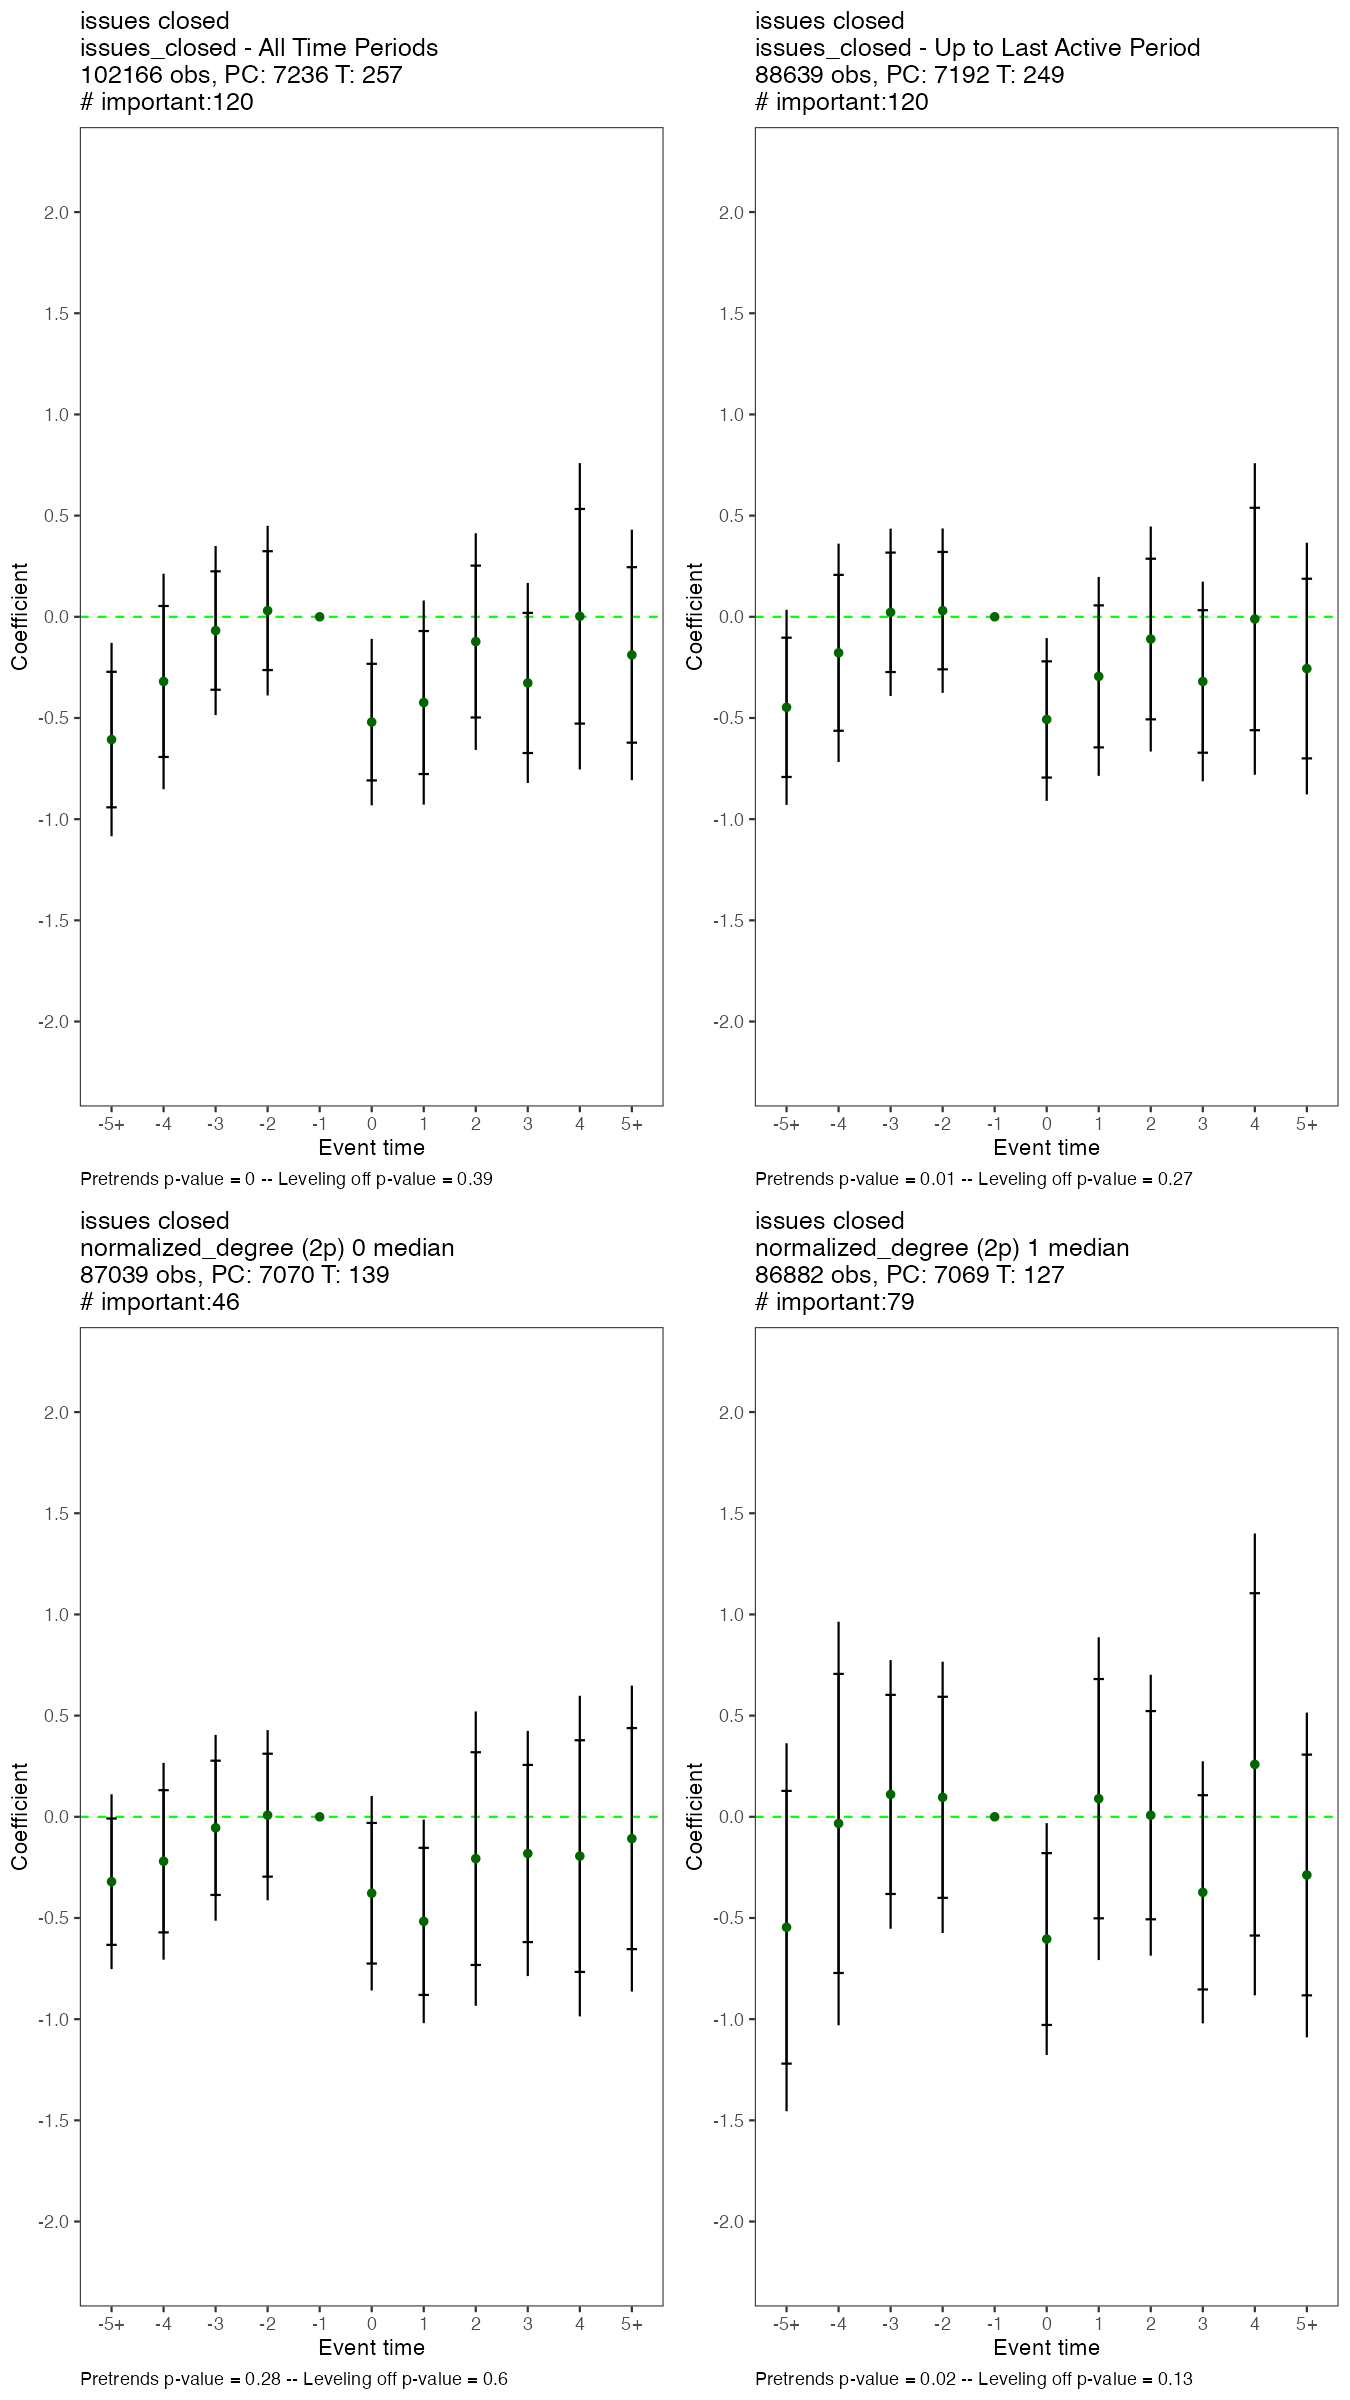 issues closed
issues_closed - All Time Periods
102166 obs, PC: 7236 T: 257
# important:120
2.0
1.5
1.0
0.5
0.0
-0.5
-1.0
-1.5
-2.0
Coefficient
-5+ -4 -3 -2 -1 0 1 2 3 4 5+
Event time
Pretrends p-value = 0 -- Leveling off p-value = 0.39
issues closed
issues_closed - Up to Last Active Period
88639 obs, PC: 7192 T: 249
# important:120
2.0
1.5
1.0
0.5
0.0
-0.5
-1.0
-1.5
-2.0
Coefficient
-5+ -4 -3 -2 -1 0 1 2 3 4 5+
Event time
Pretrends p-value = 0.01 -- Leveling off p-value = 0.27
issues closed
normalized_degree (2p) 0 median
87039 obs, PC: 7070 T: 139
# important:46
2.0
1.5
1.0
0.5
0.0
-0.5
-1.0
-1.5
-2.0
Coefficient
-5+ -4 -3 -2 -1 0 1 2 3 4 5+
Event time
Pretrends p-value = 0.28 -- Leveling off p-value = 0.6
issues closed
normalized_degree (2p) 1 median
86882 obs, PC: 7069 T: 127
# important:79
2.0
1.5
1.0
0.5
0.0
-0.5
-1.0
-1.5
-2.0
Coefficient
-5+ -4 -3 -2 -1 0 1 2 3 4 5+
Event time
Pretrends p-value = 0.02 -- Leveling off p-value = 0.13